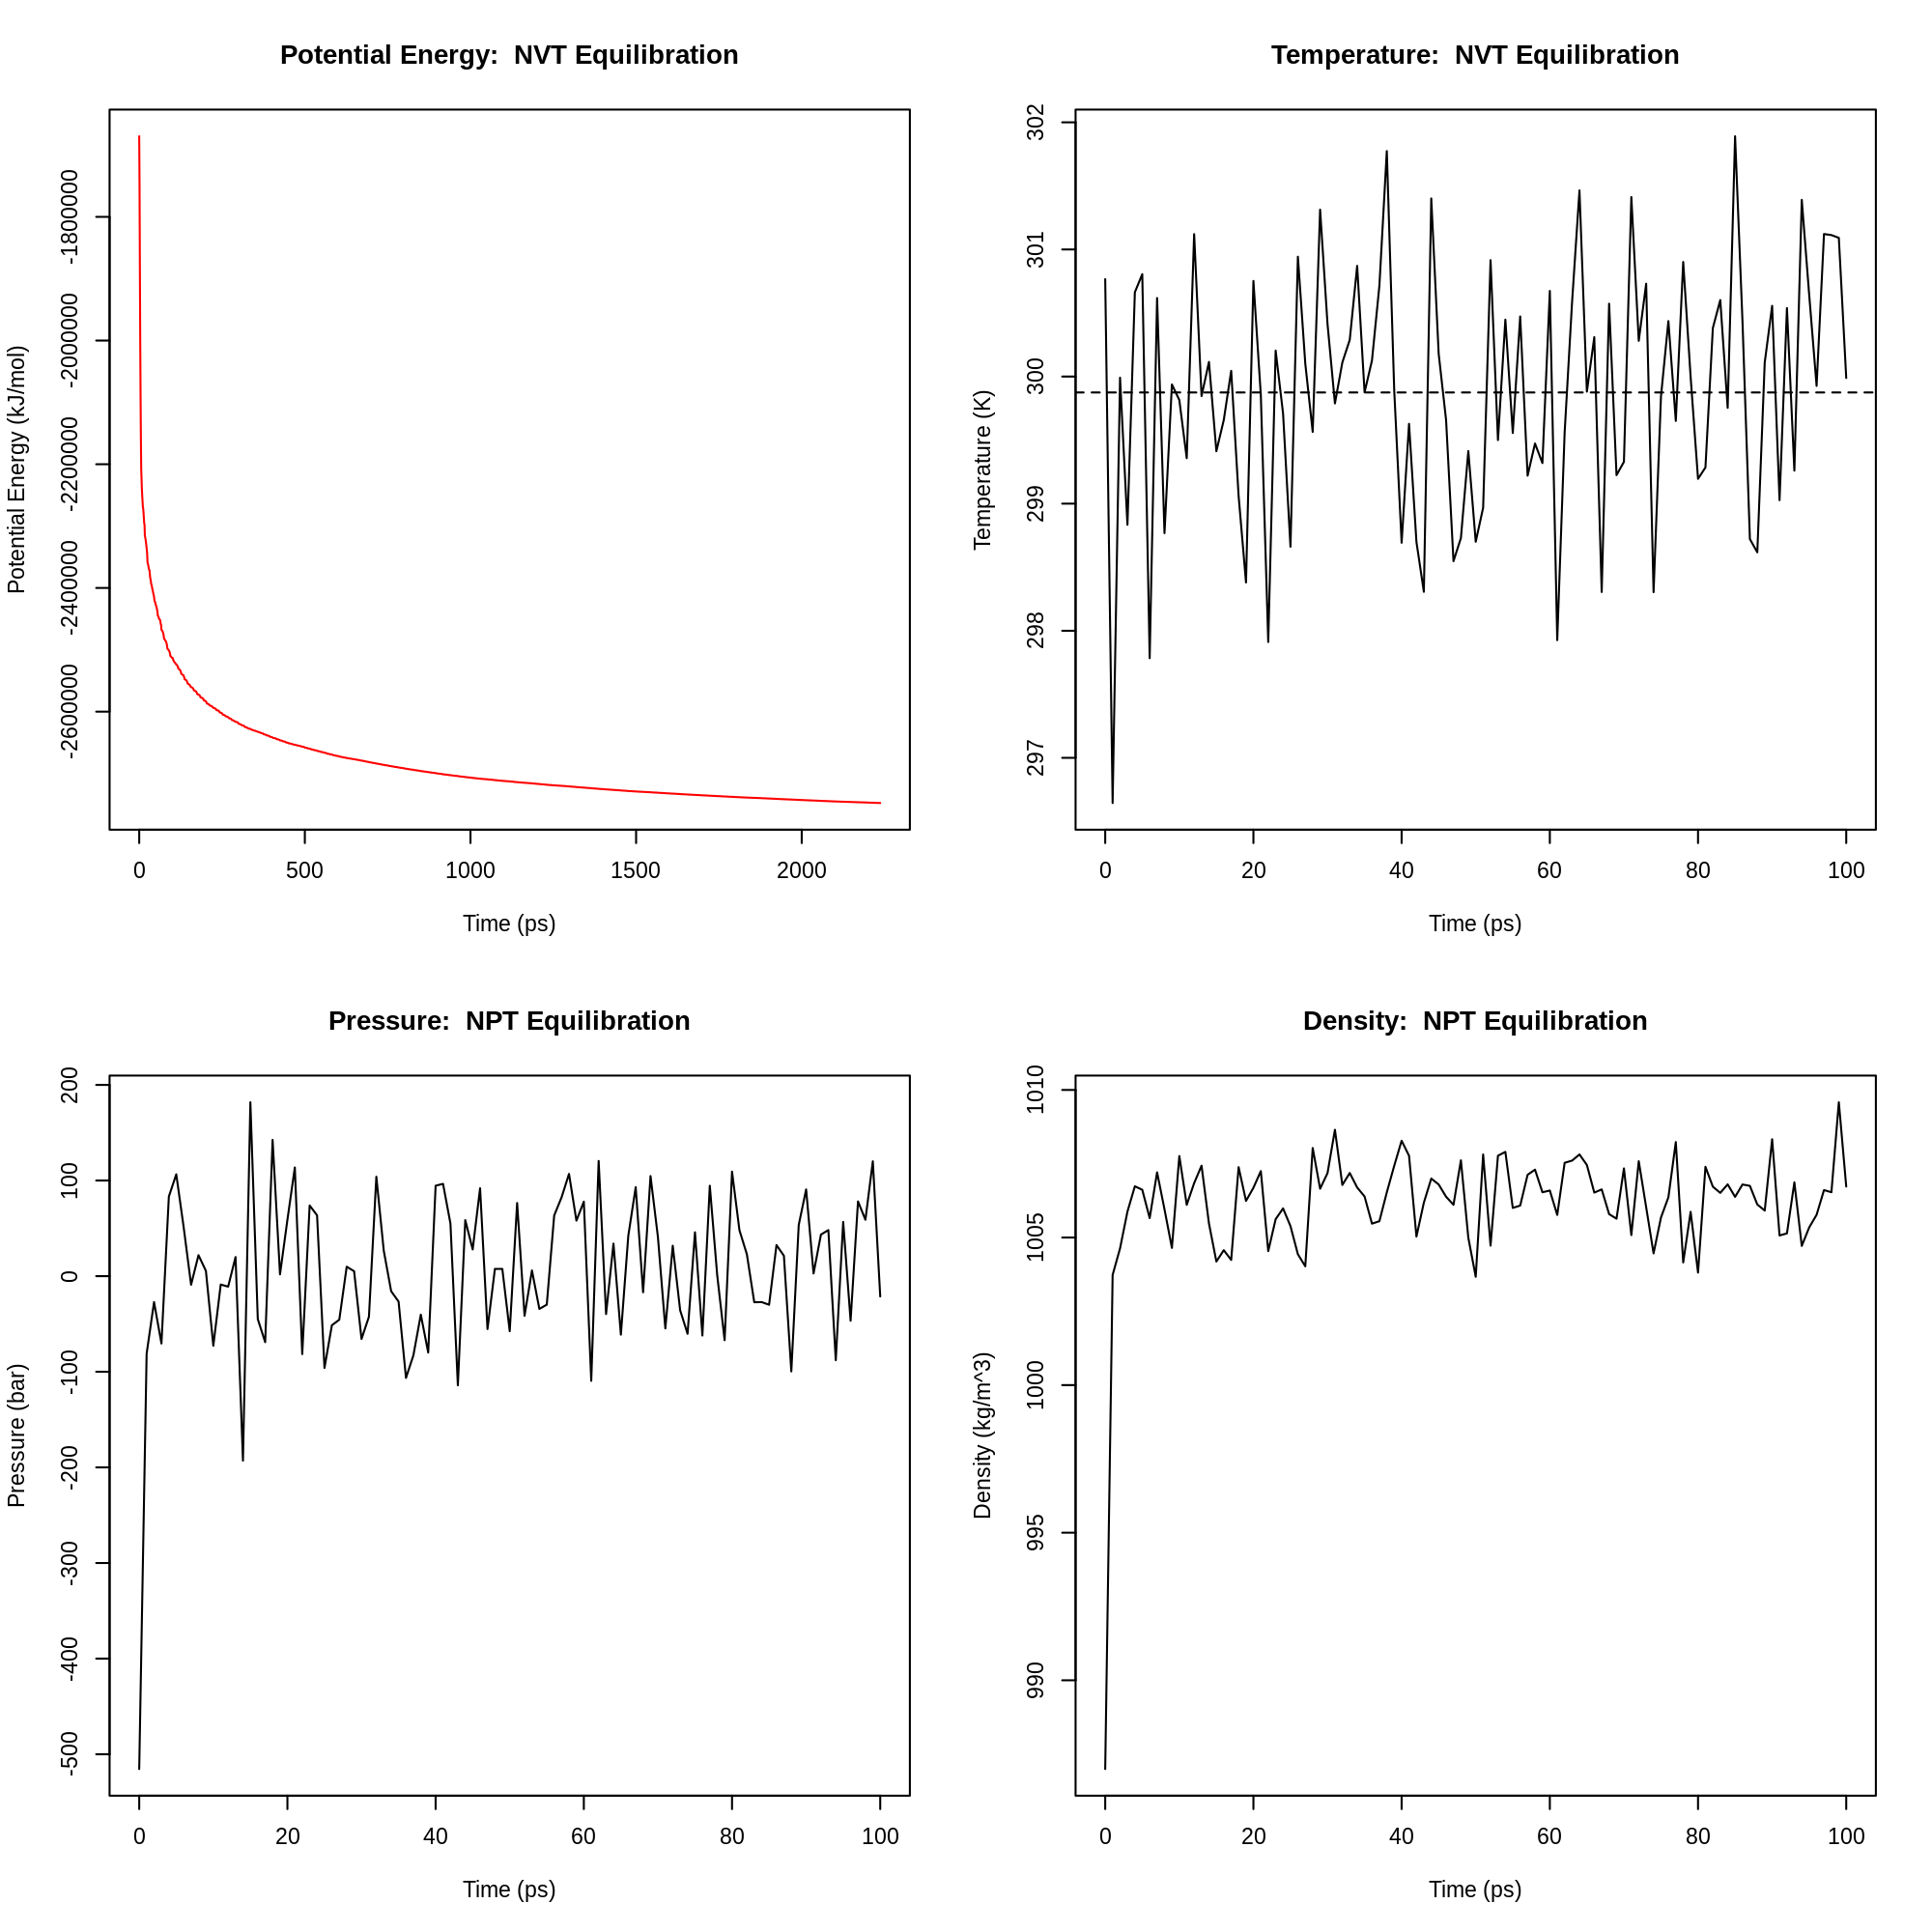 Potential Energy:  NVT Equilibration
Potential Energy (kJ/mol)
-1800000
-2000000
-2200000
-2400000
-2600000
0 500 1000 1500 2000
Time (ps)
Temperature:  NVT Equilibration
Temperature (K)
302
301
300
299
298
297
0 20 40 60 80 100
Time (ps)
Pressure:  NPT Equilibration
Pressure (bar)
200
100
0
-100
-200
-300
-400
-500
0 20 40 60 80 100
Time (ps)
Density:  NPT Equilibration
Density (kg/m^3)
1010
1005
1000
995
990
0 20 40 60 80 100
Time (ps)